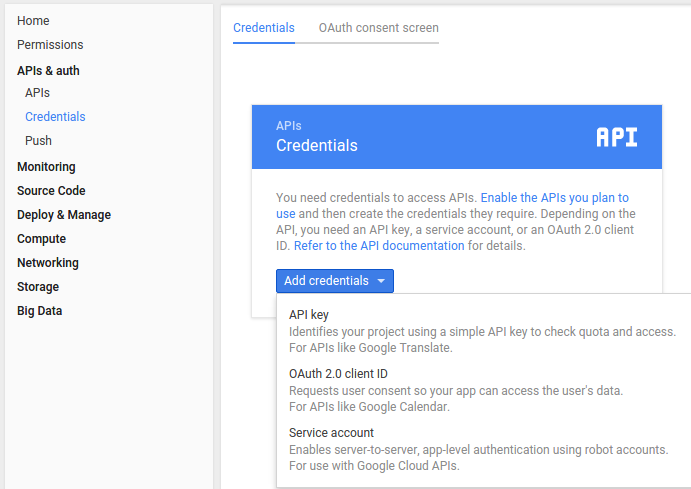 Home
Permissions
APIs & auth
APIs
Credentials
Push
Monitoring
Source Code
Deploy & Manage
Compute
Networking
Storage
Big Data
Credentials
OAuth consent screen
APIs
Credentials
API
You need credentials to access APIs. Enable the APIs you plan to
use and then create the credentials they require. Depending on the
API, you need an API key, a service account, or an OAuth 2.0 client
ID. Refer to the API documentation for details.
Add credentials
API key
Identifies your project using a simple API key to check quota and access.
For APIs like Google Translate.
OAuth 2.0 client ID
Requests user consent so your app can access the user's data.
For APIs like Google Calendar.
Service account
Enables server-to-server, app-level authentication using robot accounts.
For use with Google Cloud APIs.